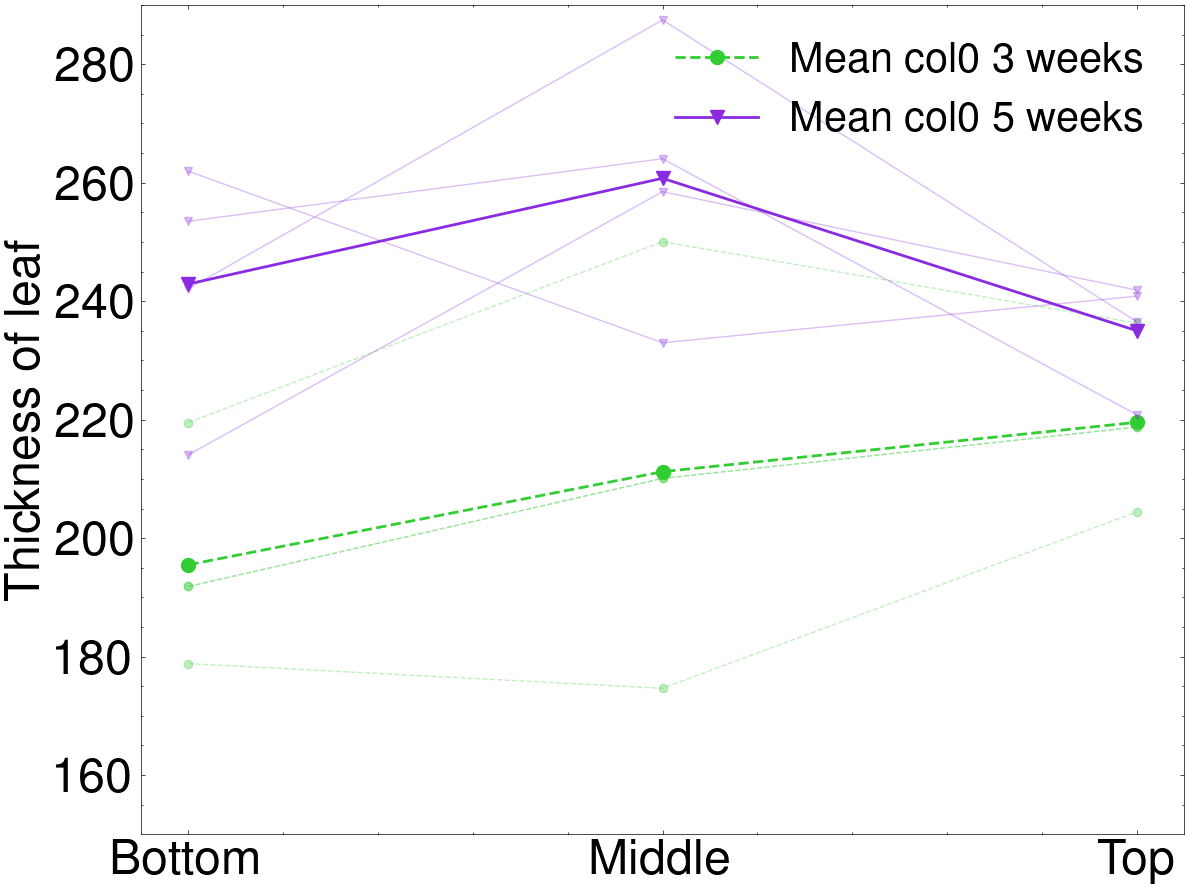 Mean col0 3 weeks
Mean col0 5 weeks
Thickness of leaf
280
260
240
220
200
180
160
Bottom Middle Top